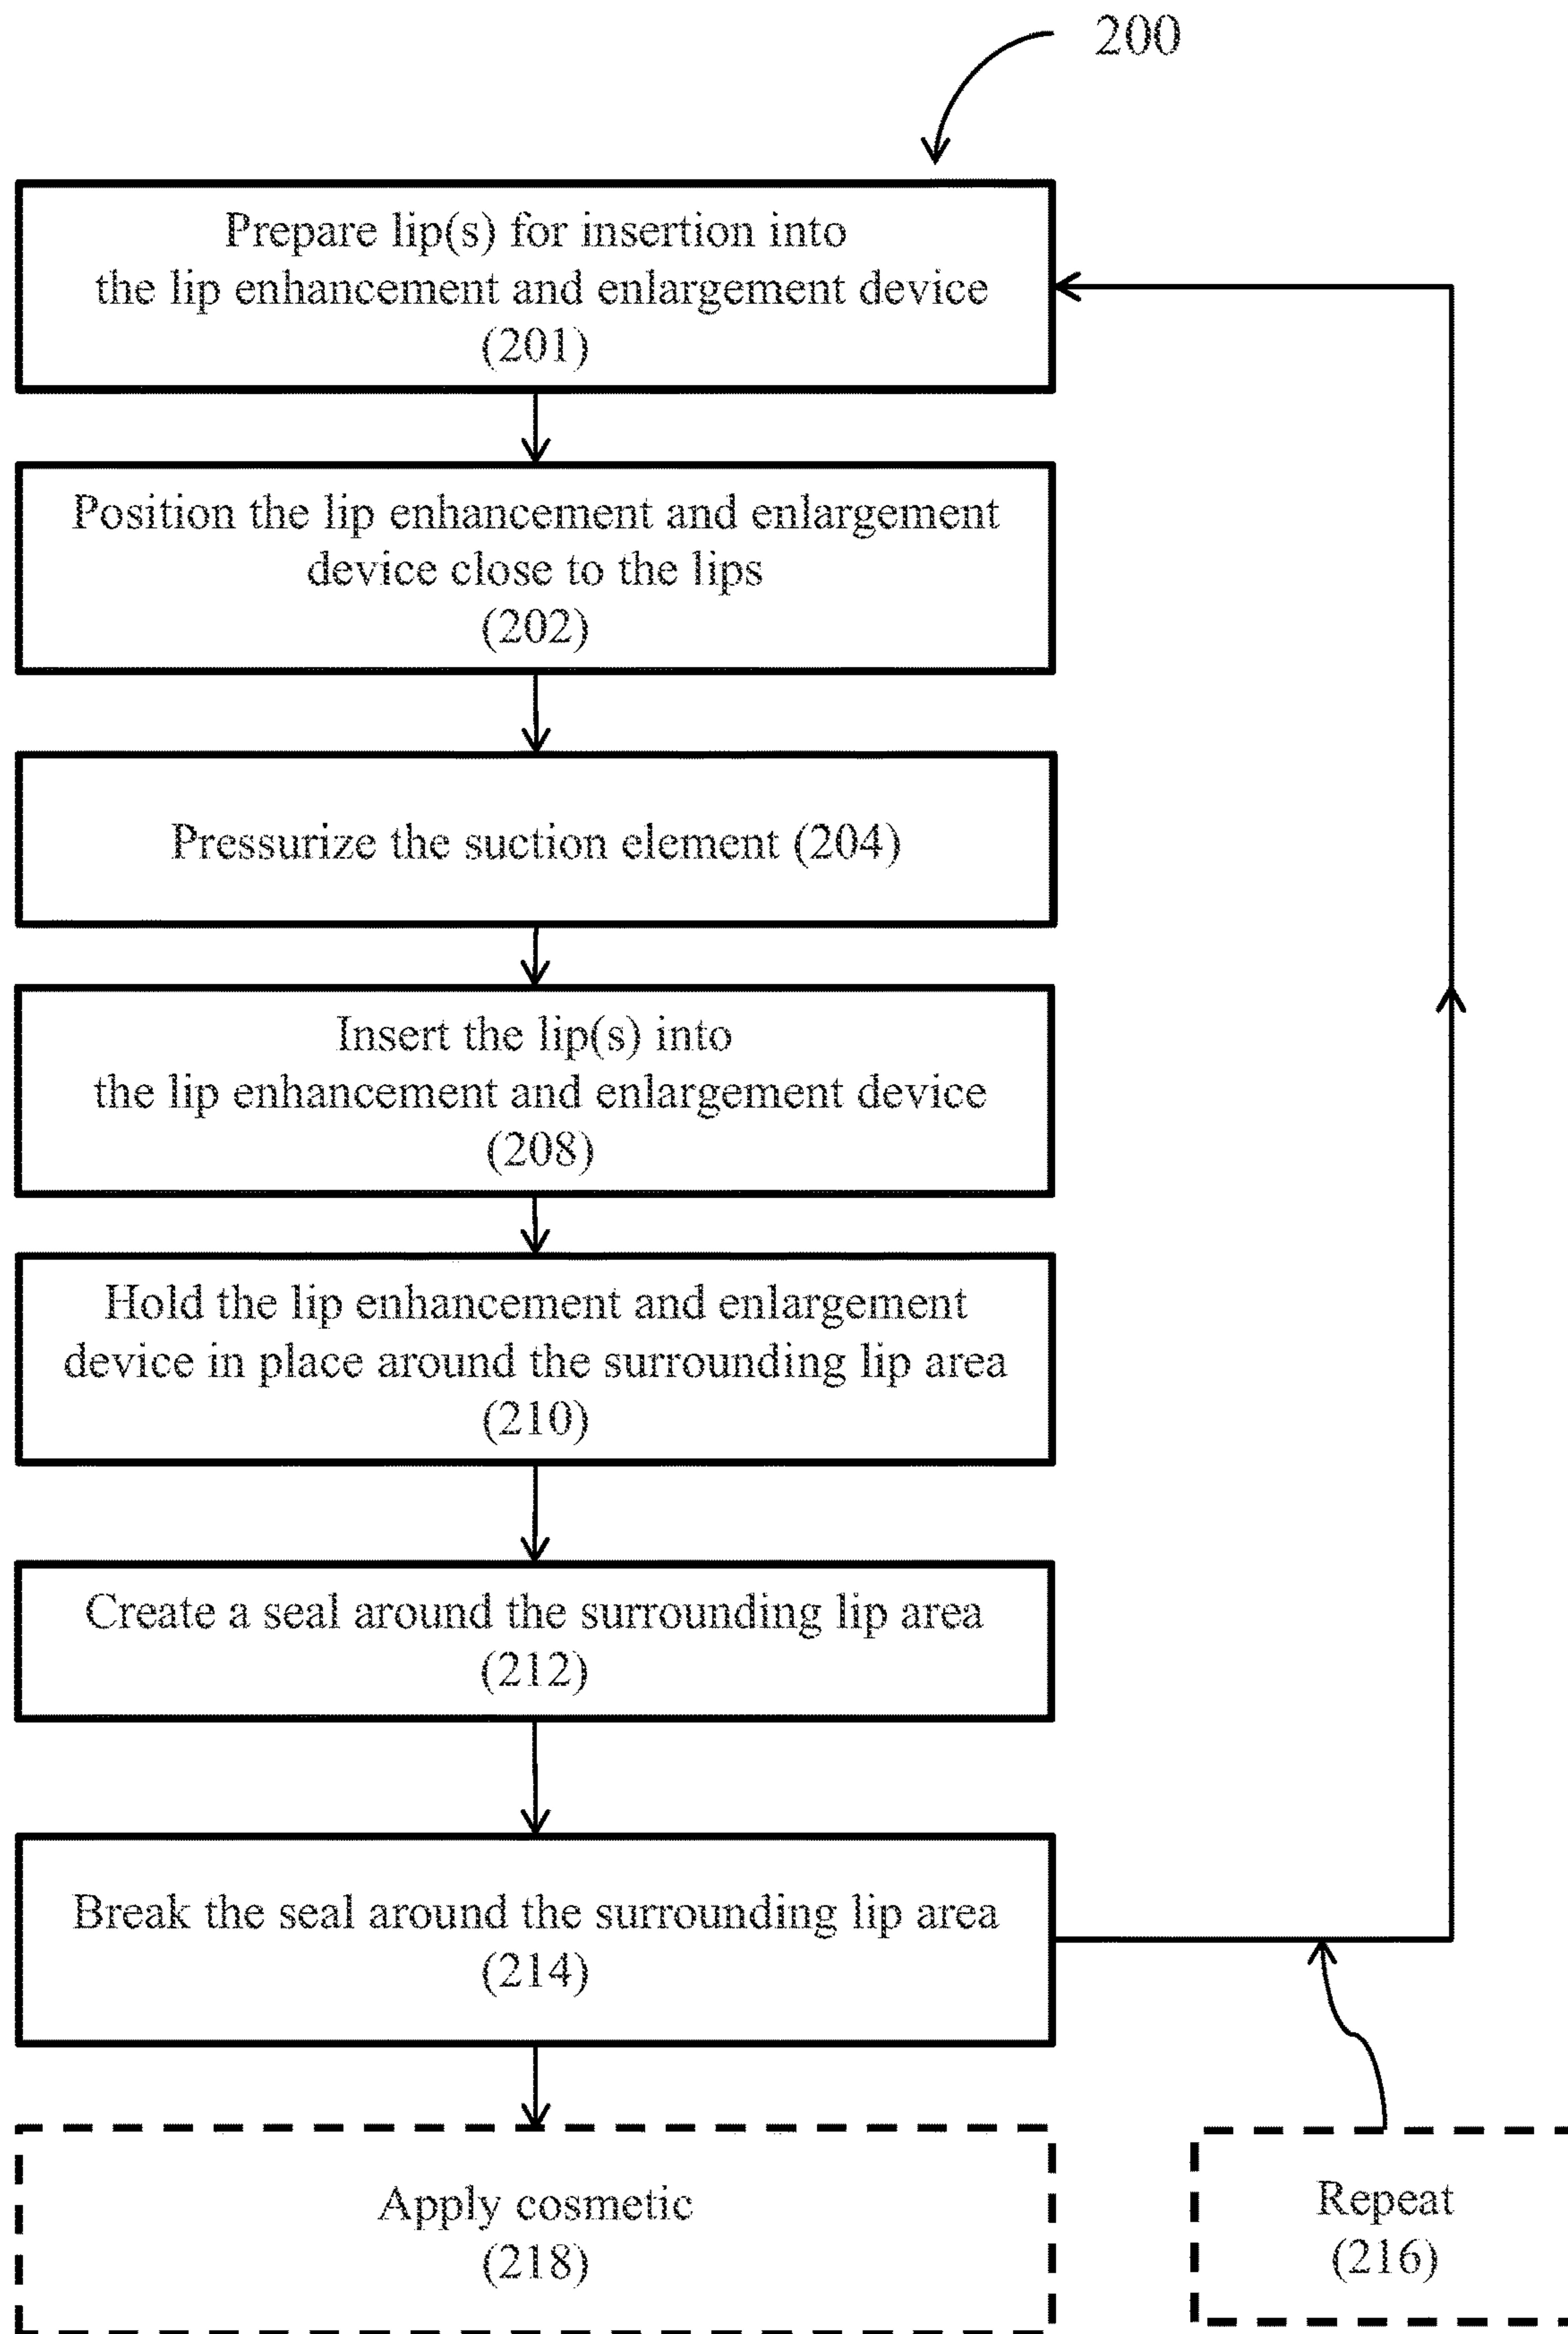 200
Prepare lip(s) for insertion into
the lip enhancement and enlargement device
(201)
Position the lip enhancement and enlargement
device close to the lips
(202)
Pressurize the suction element (204)
Insert the lip(s) into
the lip enhancement and enlargement device
(208)
Hold the lip enhancement and enlargement
device in place around the surrounding lip area
(210)
Create a seal around the surrounding lip area
(212)
Break the seal around the surrounding lip area
(214)
Apply cosmetic
(218)
Repeat
(216)